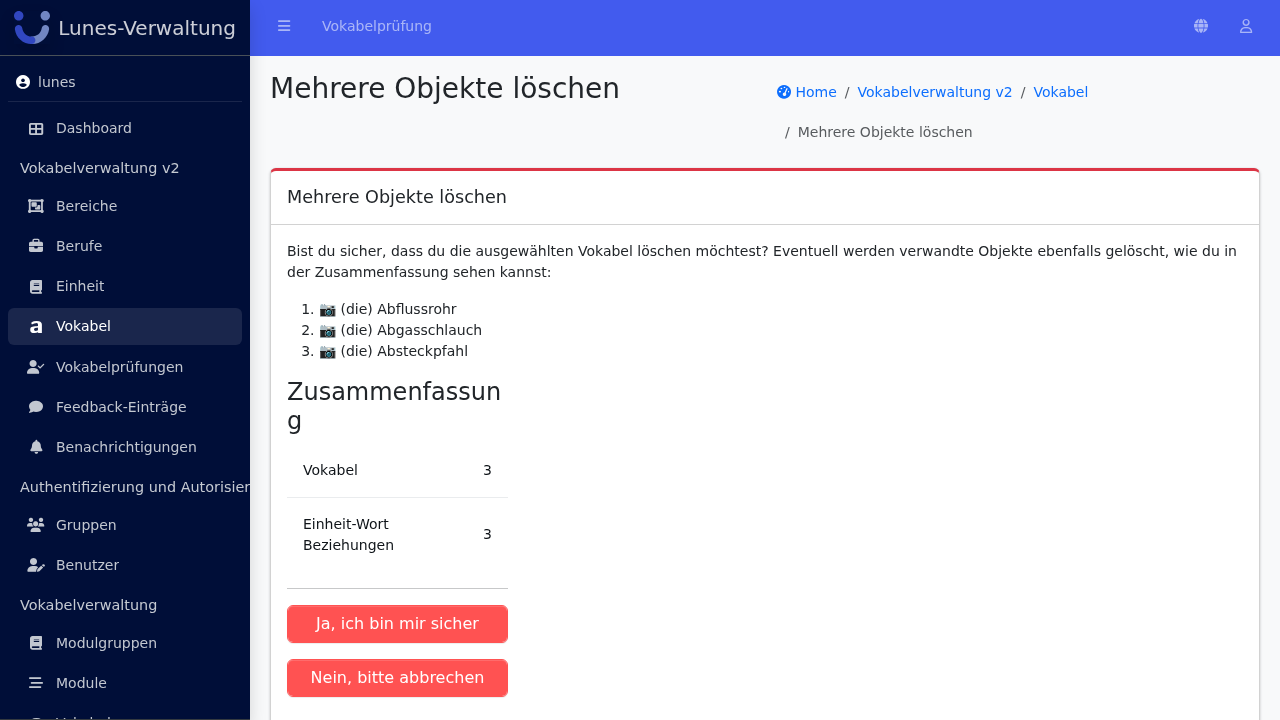 Lunes-Verwaltung
Vokabelprüfung
lunes
Dashboard
Vokabelverwaltung v2
Bereiche
Berufe
Einheit
Vokabel
Vokabelprüfungen
Feedback-Einträge
Benachrichtigungen
Authentifizierung und Autorisier
Gruppen
Benutzer
Vokabelverwaltung
Modulgruppen
Module
Mehrere Objekte löschen
Home / Vokabelverwaltung v2 / Vokabel
/ Mehrere Objekte löschen
Mehrere Objekte löschen
Bist du sicher, dass du die ausgewählten Vokabel löschen möchtest? Eventuell werden verwandte Objekte ebenfalls gelöscht, wie du in
der Zusammenfassung sehen kannst:
1. 📷 (die) Abflussrohr
2. 📷 (die) Abgasschlauch
3. 📷 (die) Absteckpfahl
Zusammenfassun
g
Vokabel 3
Einheit-Wort
Beziehungen 3
Ja, ich bin mir sicher
Nein, bitte abbrechen